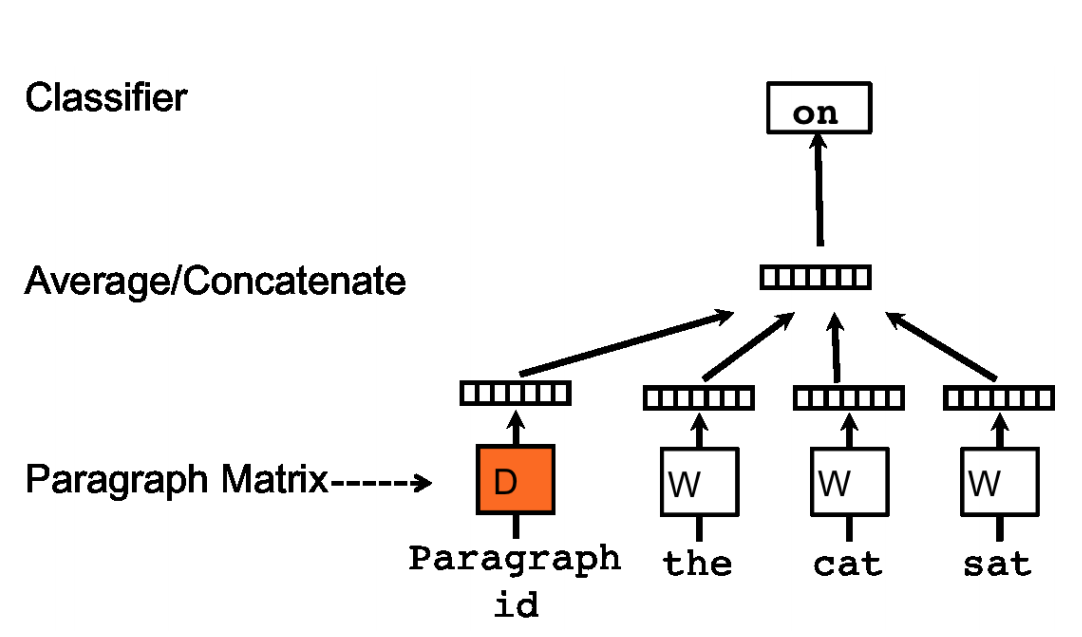 Classifier
on
Average/Concatenate
Paragraph Matrix
D
W
W
W
Paragraph
id
the
cat
sat